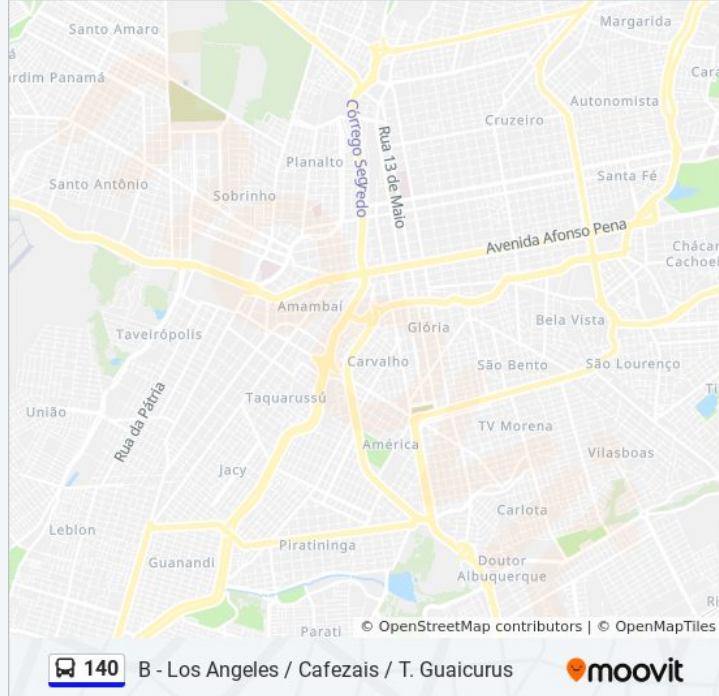 Margarida
Santo Amaro
Cara
á
ardim Panamá
Autonomista
Cruzeiro
Córrego Segredo
Rua 13 de Maio
Planalto
Santa Fé
Santo Antônio
Sobrinho
Avenida Afonso Pena
Chácar
Cachoei
Amambaí
Glória
Bela Vista
Taveirópolis
Carvalho
São Bento
São Lourenço
Ti
Taquarussú
União
Rua da Pátria
TV Morena
América
Vilasboas
Jacy
Carlota
Leblon
Piratininga
Guanandi
Doutor
Albuquerque
Ri
Parati
© OpenStreetMap contributors | © OpenMapTiles
140 B - Los Angeles / Cafezais / T. Guaicurus
moovit